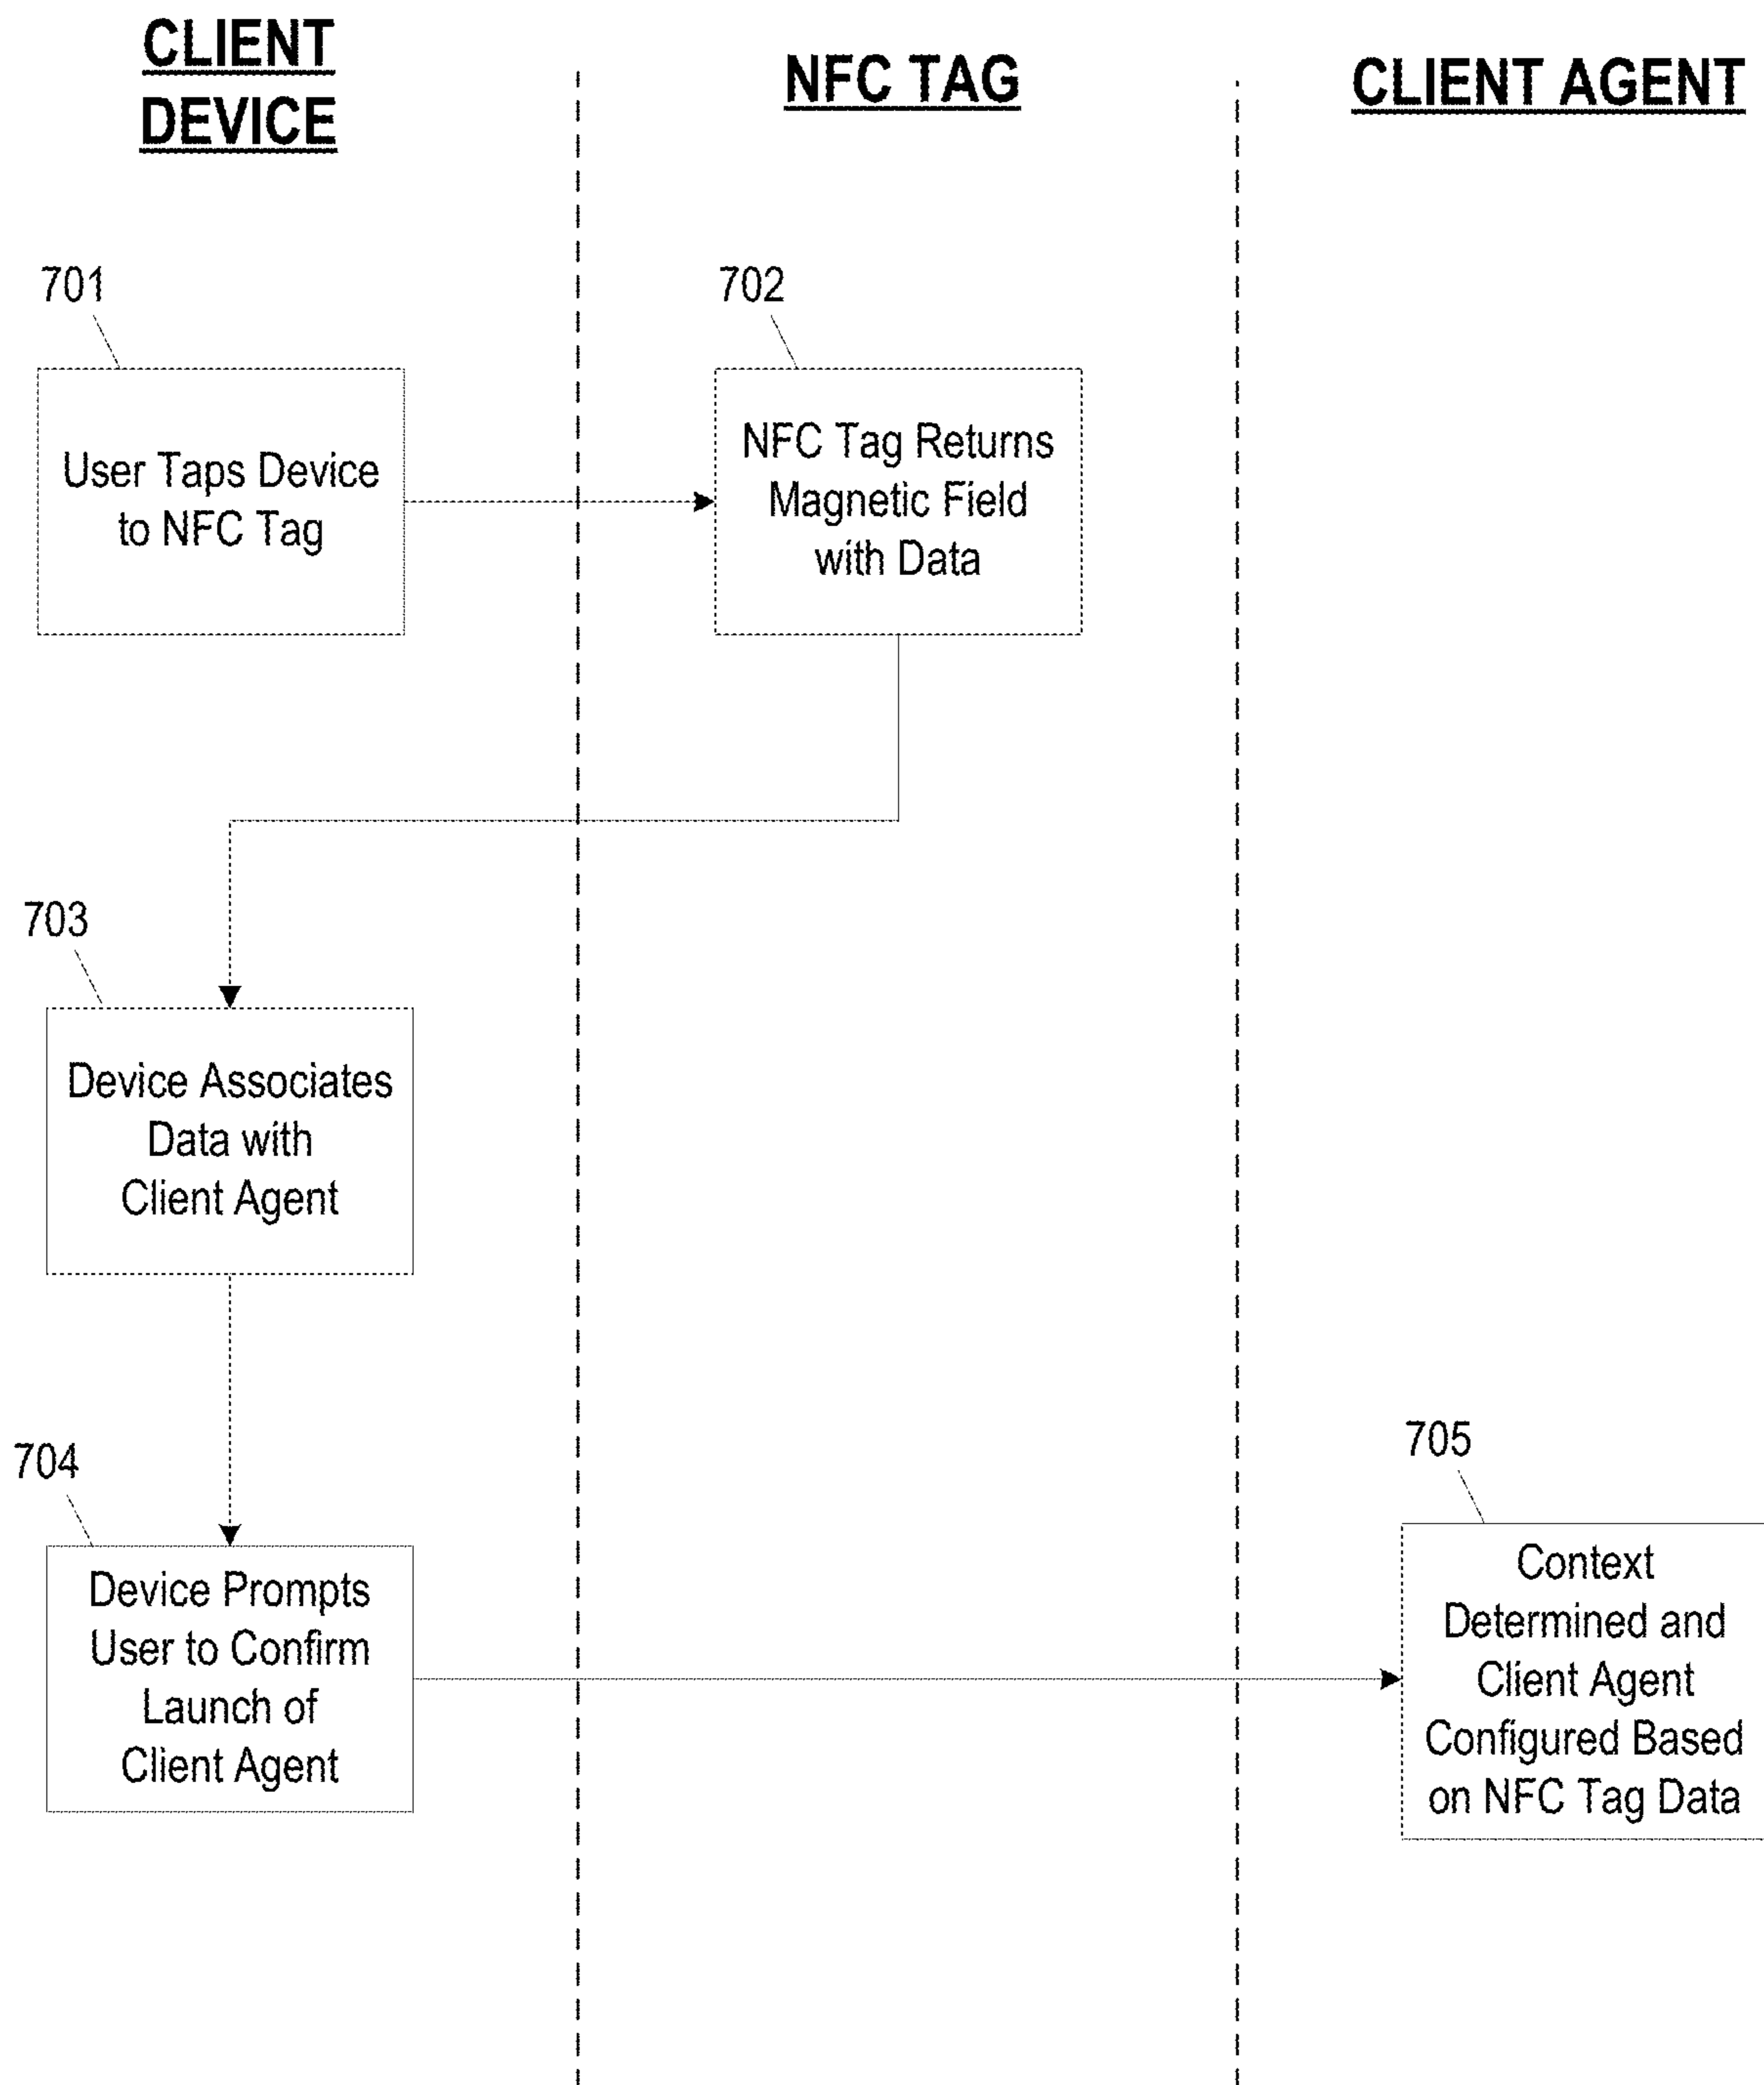 CLIENT
DEVICE
NFC TAG
CLIENT AGENT
701
User Taps Device
to NFC Tag
702
NFC Tag Returns
Magnetic Field
with Data
703
Device Associates
Data with
Client Agent
704
Device Prompts
User to Confirm
Launch of
Client Agent
705
Context
Determined and
Client Agent
Configured Based
on NFC Tag Data